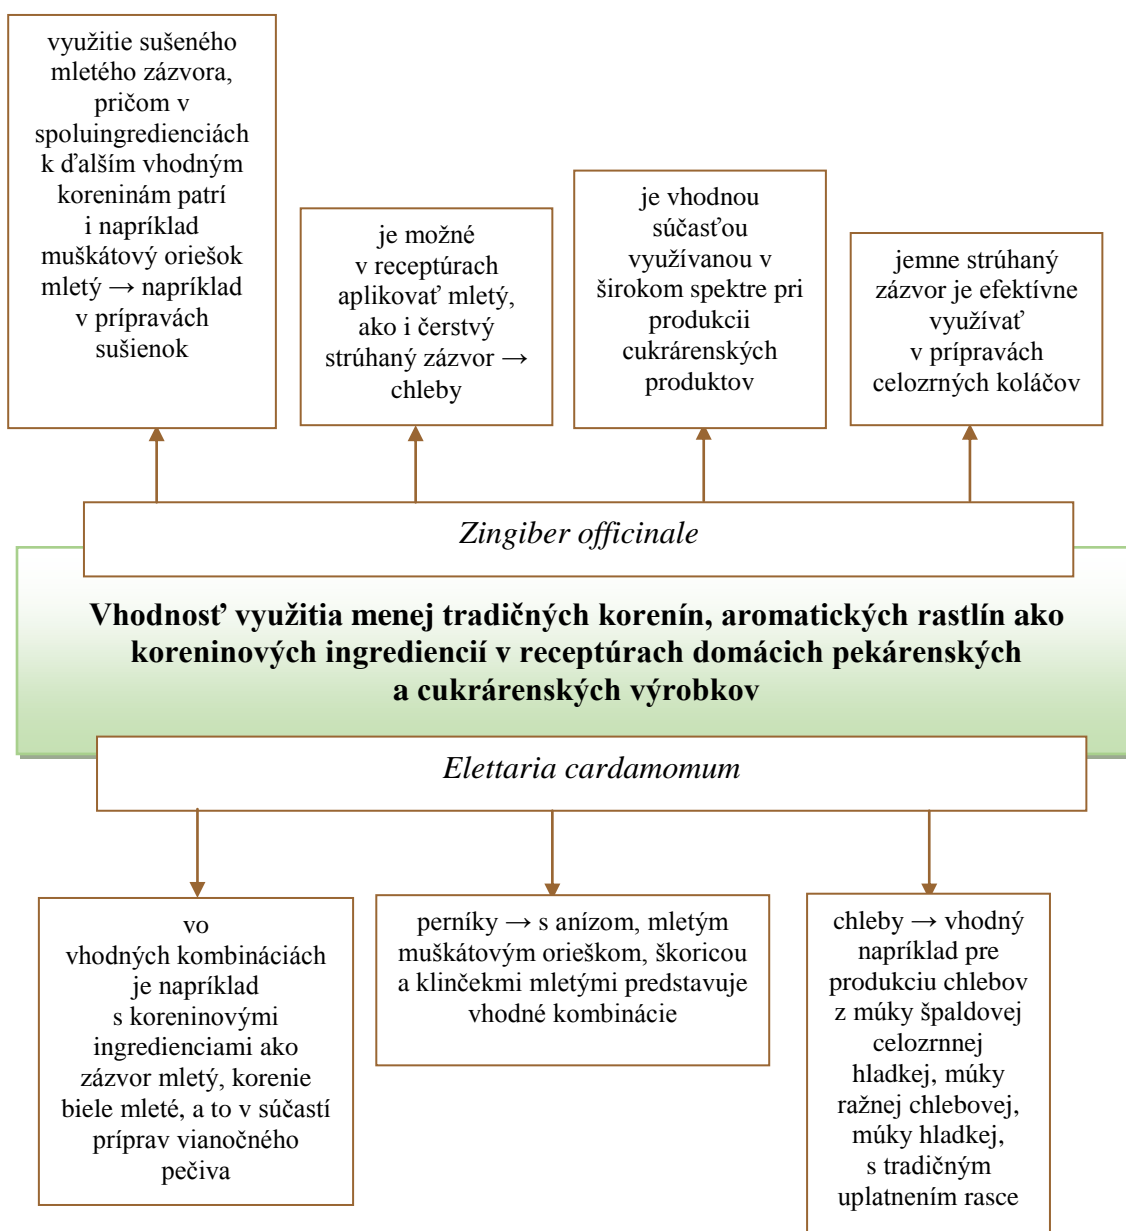 využitie sušeného
mletého zázvora,
pričom v
spoluingredienciách
k ďalším vhodným
koreninám patrí
i napríklad
muškátový oriešok
mletý → napríklad
v prípravách
sušienok
je možné
v receptúrach
aplikovať mletý,
ako i čerstvý
strúhaný zázvor →
chleby
je vhodnou
súčasťou
využívanou v
širokom spektre pri
produkcii
cukrárenských
produktov
jemne strúhaný
zázvor je efektívne
využívať
v prípravách
celozrných koláčov
Zingiber officinale
Vhodnosť využitia menej tradičných korenín, aromatických rastlín ako
koreninových ingrediencií v receptúrach domácich pekárenských
a cukrárenských výrobkov
Elettaria cardamomum
vo
vhodných kombináciách
je napríklad
s koreninovými
ingredienciami ako
zázvor mletý, korenie
biele mleté, a to v súčastí
príprav vianočného
pečiva
perníky → s anízom, mletým
muškátovým orieškom, škoricou
a klinčekmi mletými predstavuje
vhodné kombinácie
chleby → vhodný
napríklad pre
produkciu chlebov
z múky špaldovej
celozrnnej
hladkej, múky
ražnej chlebovej,
múky hladkej,
s tradičným
uplatnením rasce